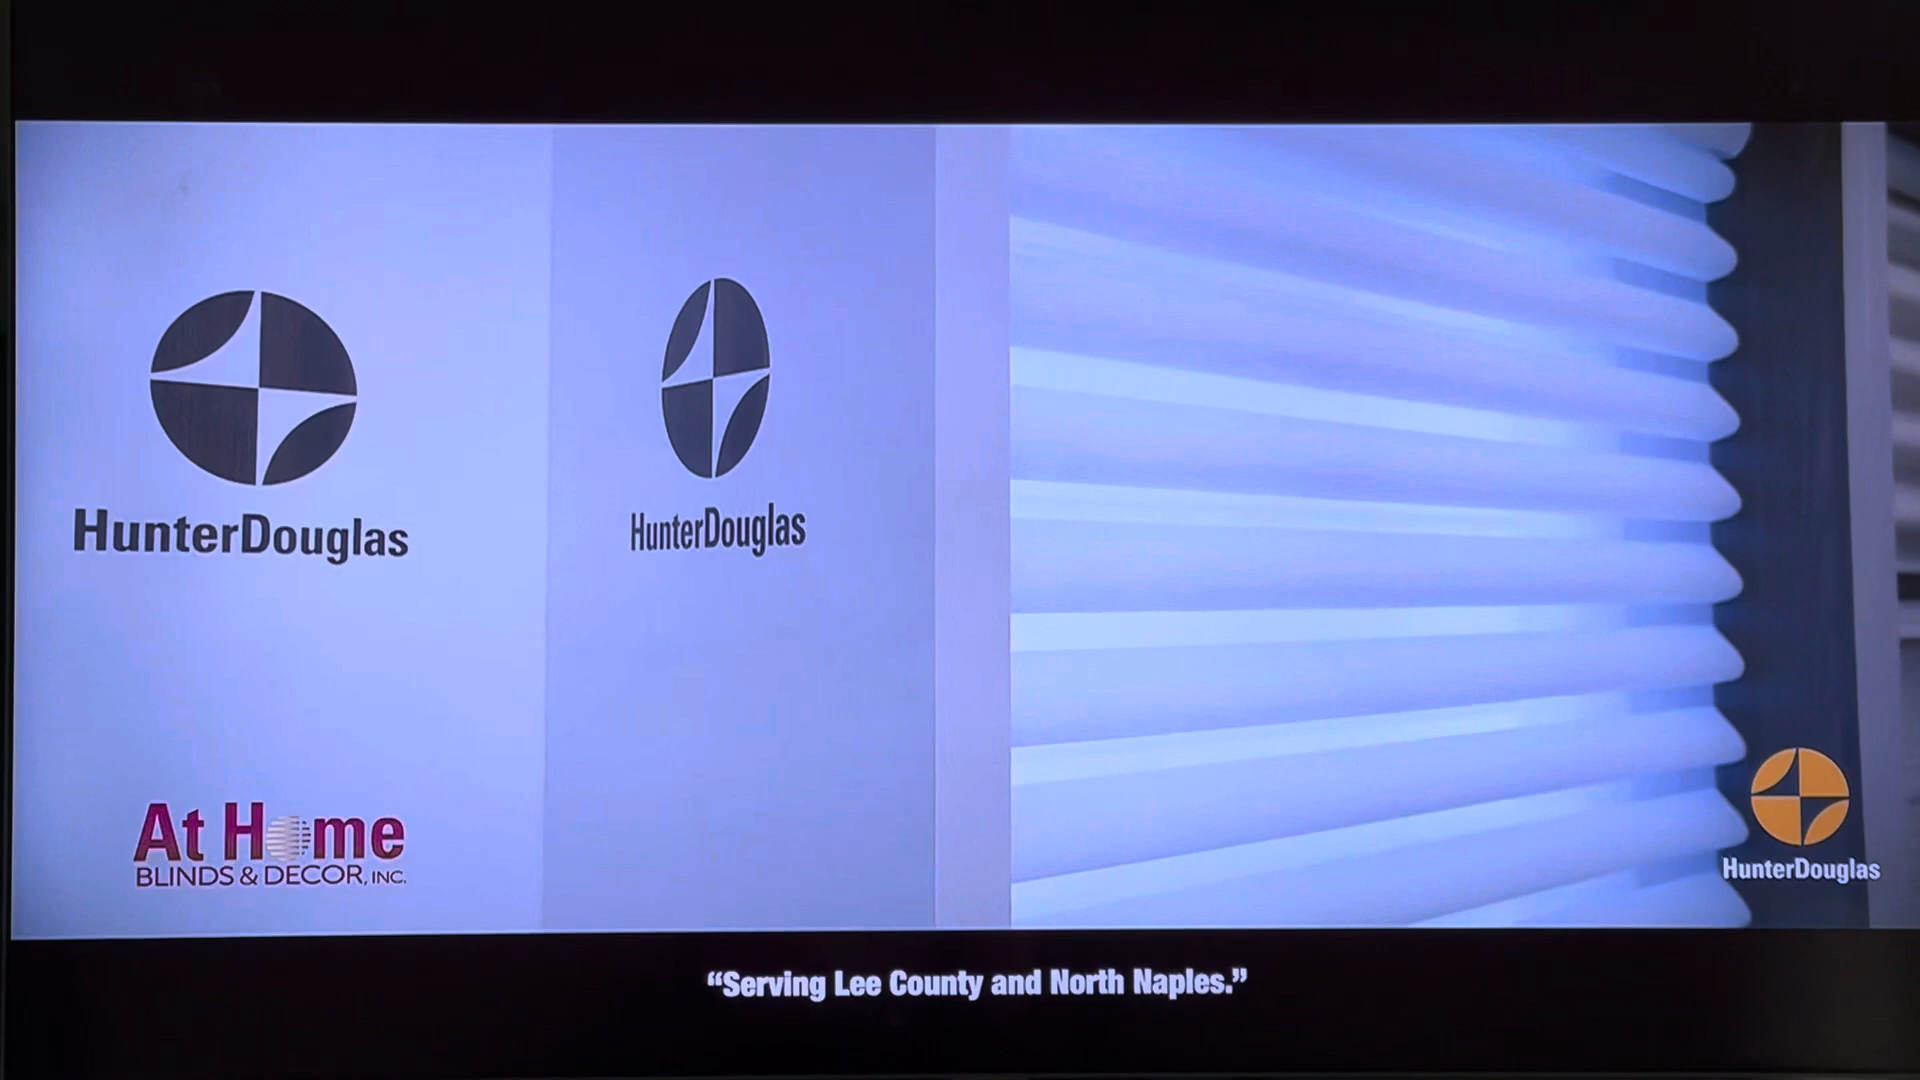 HunterDouglas
HunterDouglas
At Home
BLINDS & DECOR, INC.
HunterDouglas
“Serving Lee County and North Naples.”